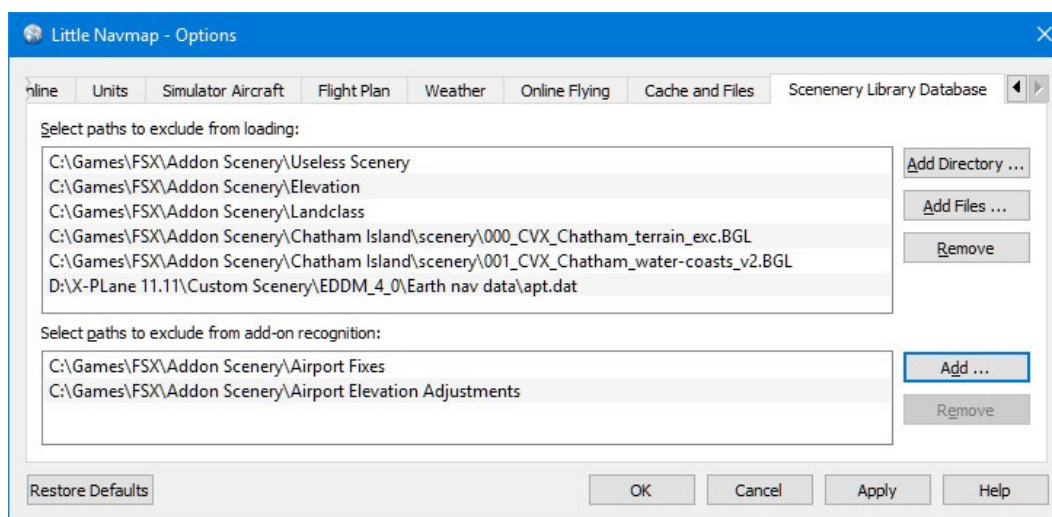 Little Navmap - Options
nline Units Simulator Aircraft Flight Plan Weather Online Flying Cache and Files Scenenery Library Database
Select paths to exclude from loading:
C:\Games\FSX\Addon Scenery\Useless Scenery
C:\Games\FSX\Addon Scenery\Elevation
C:\Games\FSX\Addon Scenery\Landclass
C:\Games\FSX\Addon Scenery\Chatham Island\scenery\000_CVX_Chatham_terrain_exc.BGL
C:\Games\FSX\Addon Scenery\Chatham Island\scenery\001_CVX_Chatham_water-coasts_v2.BGL
D:\X-PLane 11.11\Custom Scenery\EDDM_4_0\Earth nav data\apt.dat
Add Directory ...
Add Files ...
Remove
Select paths to exclude from add-on recognition:
C:\Games\FSX\Addon Scenery\Airport Fixes
C:\Games\FSX\Addon Scenery\Airport Elevation Adjustments
Add ...
Remove
Restore Defaults OK Cancel Apply Help